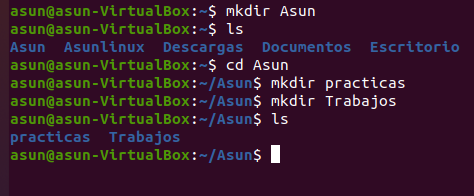 asun@asun-VirtualBox:~$ mkdir Asun
asun@asun-VirtualBox:~$ ls
Asun  Asunlinux  Descargas  Documentos  Escritorio
asun@asun-VirtualBox:~$ cd Asun
asun@asun-VirtualBox:~/Asun$ mkdir practicas
asun@asun-VirtualBox:~/Asun$ mkdir Trabajos
asun@asun-VirtualBox:~/Asun$ ls
practicas  Trabajos
asun@asun-VirtualBox:~/Asun$